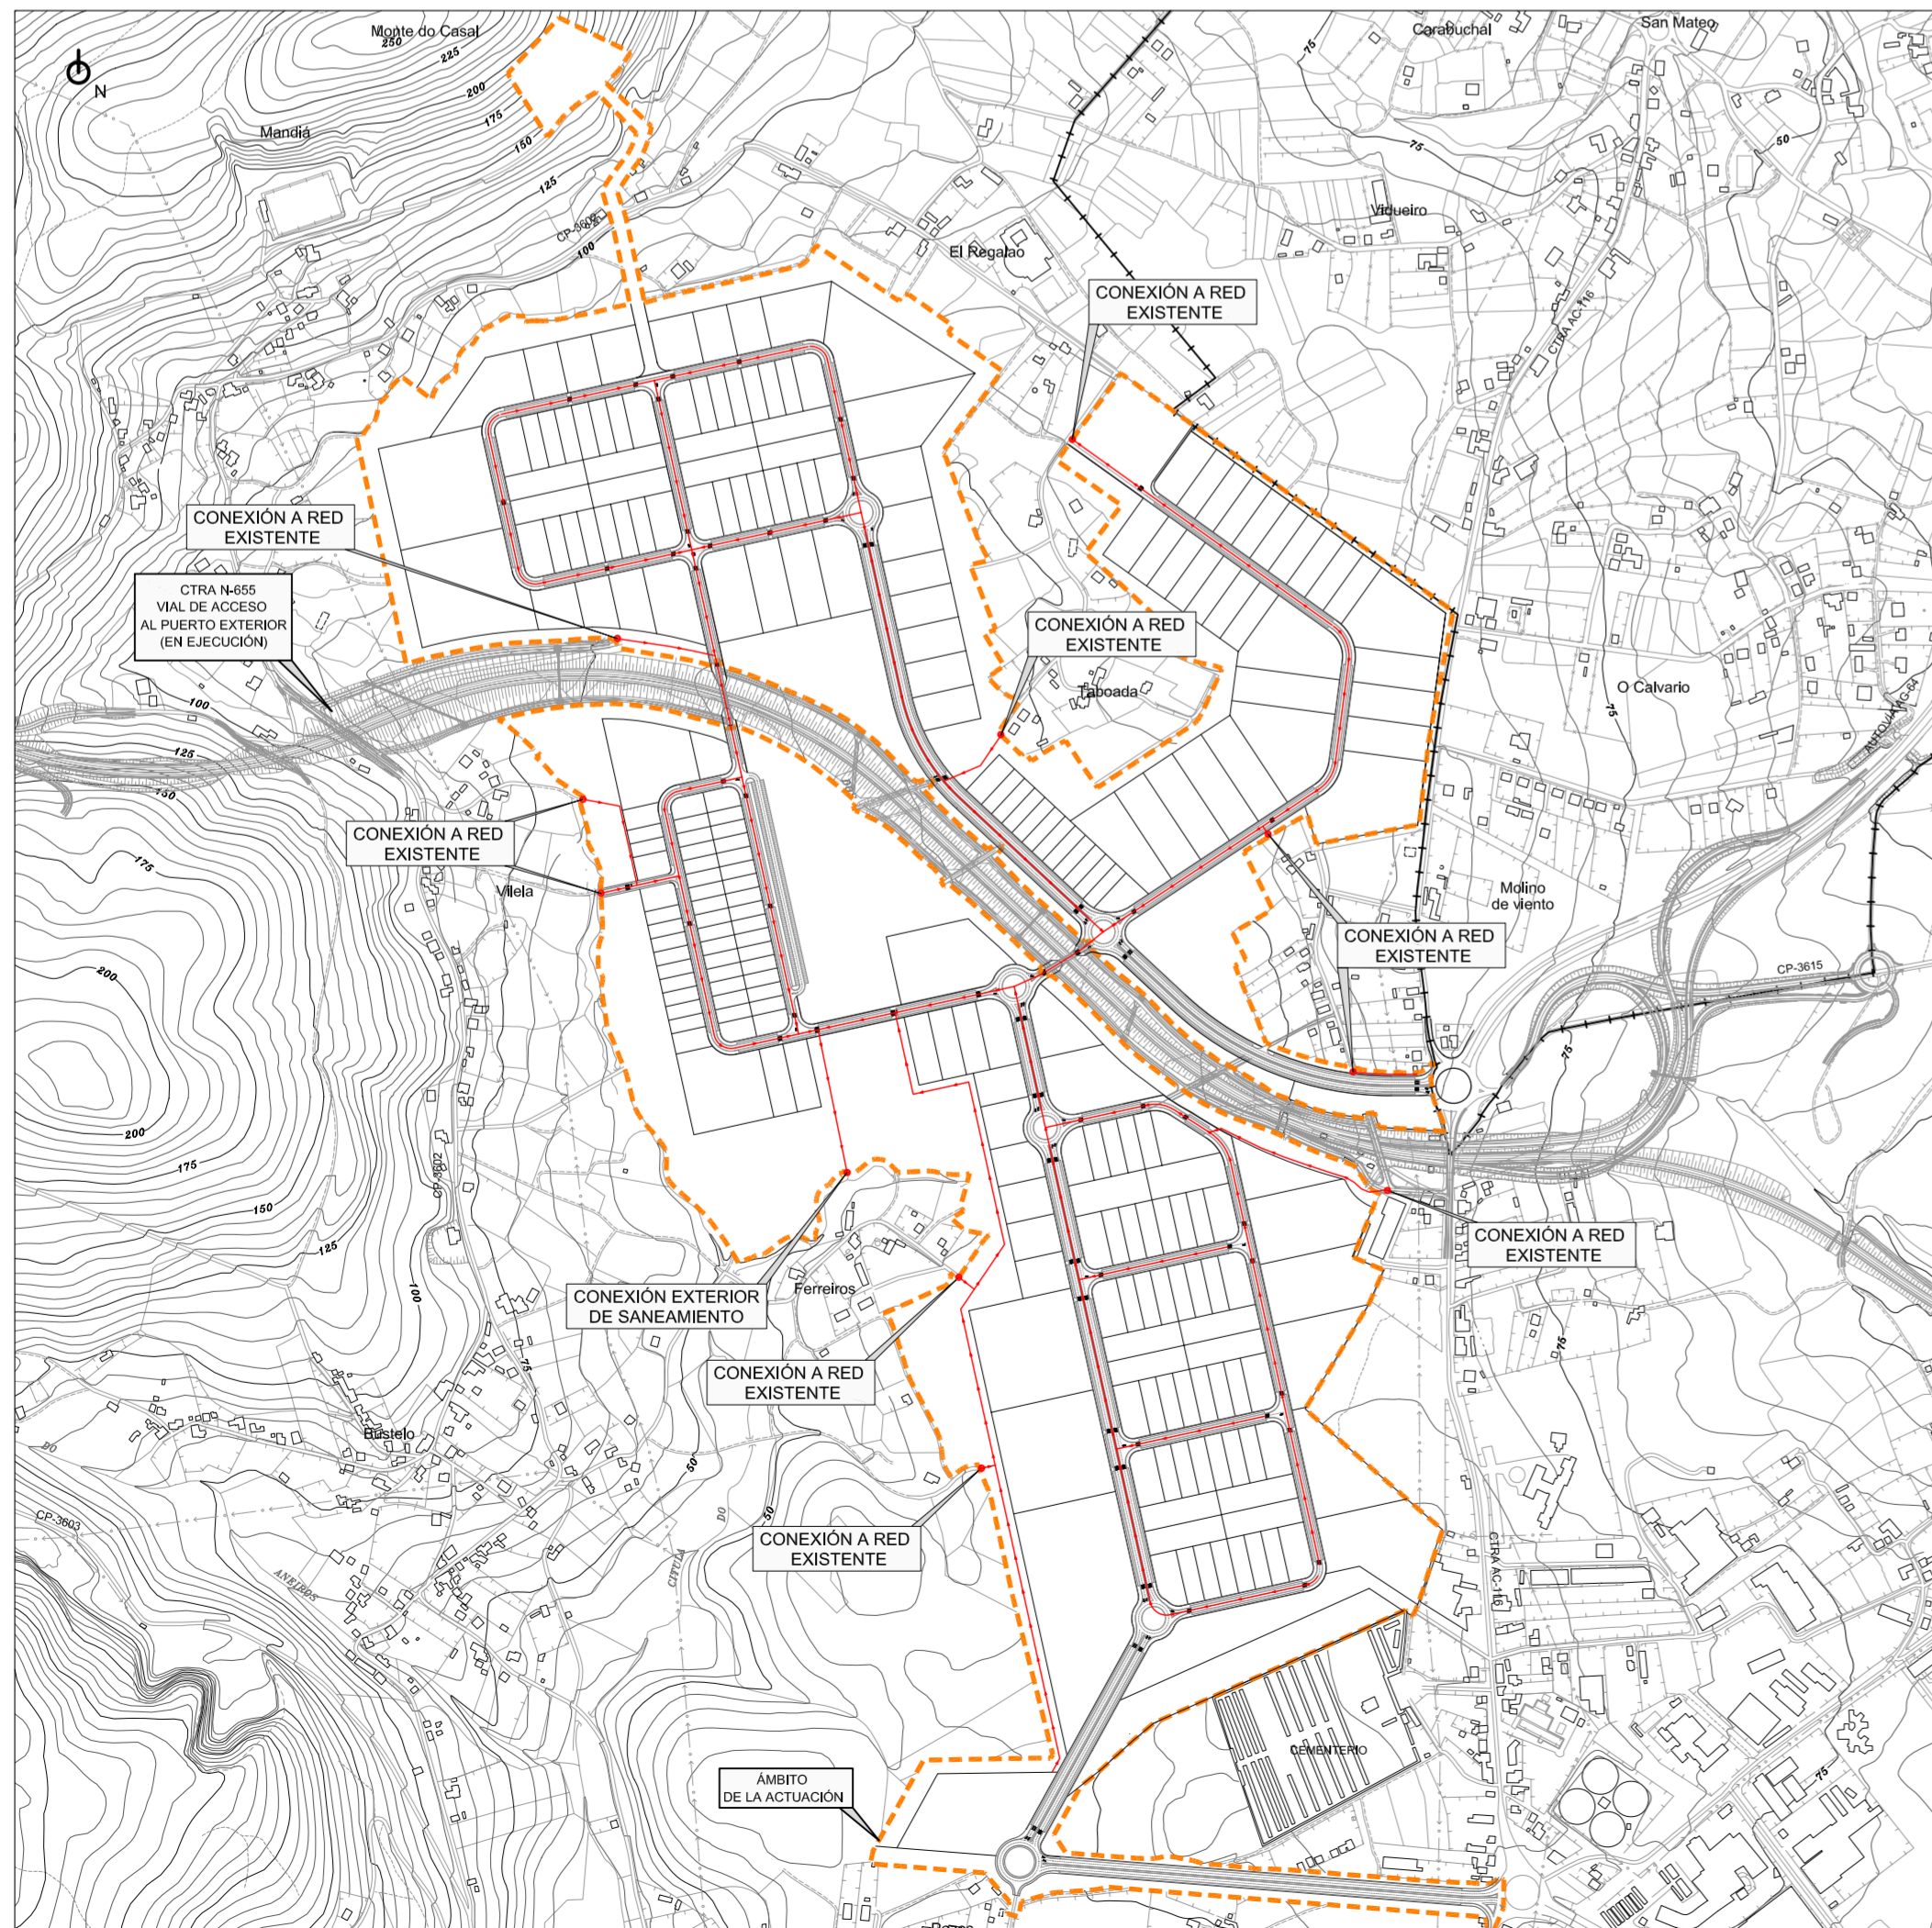 Monte do Casal
250
225
200
175
150
125
100
N
Mandiá
CP-3602
Carabuchal
San Mateo
75
75
50
Vidueiro
El Regalao
CTRA AC-116
CONEXIÓN A RED
EXISTENTE
CONEXIÓN A RED
EXISTENTE
CTRA N-655
VIAL DE ACCESO
AL PUERTO EXTERIOR
(EN EJECUCIÓN)
CONEXIÓN A RED
EXISTENTE
Taboada
O Calvario
75
AUTOVIA AG-64
100
125
150
175
CONEXIÓN A RED
EXISTENTE
Vilela
Molino
de viento
CONEXIÓN A RED
EXISTENTE
CP-3615
200
75
200
175
150
125
100
75
CP-3602
CONEXIÓN A RED
EXISTENTE
CONEXIÓN EXTERIOR
DE SANEAMIENTO
Ferreiros
CONEXIÓN A RED
EXISTENTE
75
Bustelo
DO
50
50
DO
CP-3603
CONEXIÓN A RED
EXISTENTE
ANEIROS
CTRA AC-116
CEMENTERIO
75
ÁMBITO
DE LA ACTUACIÓN